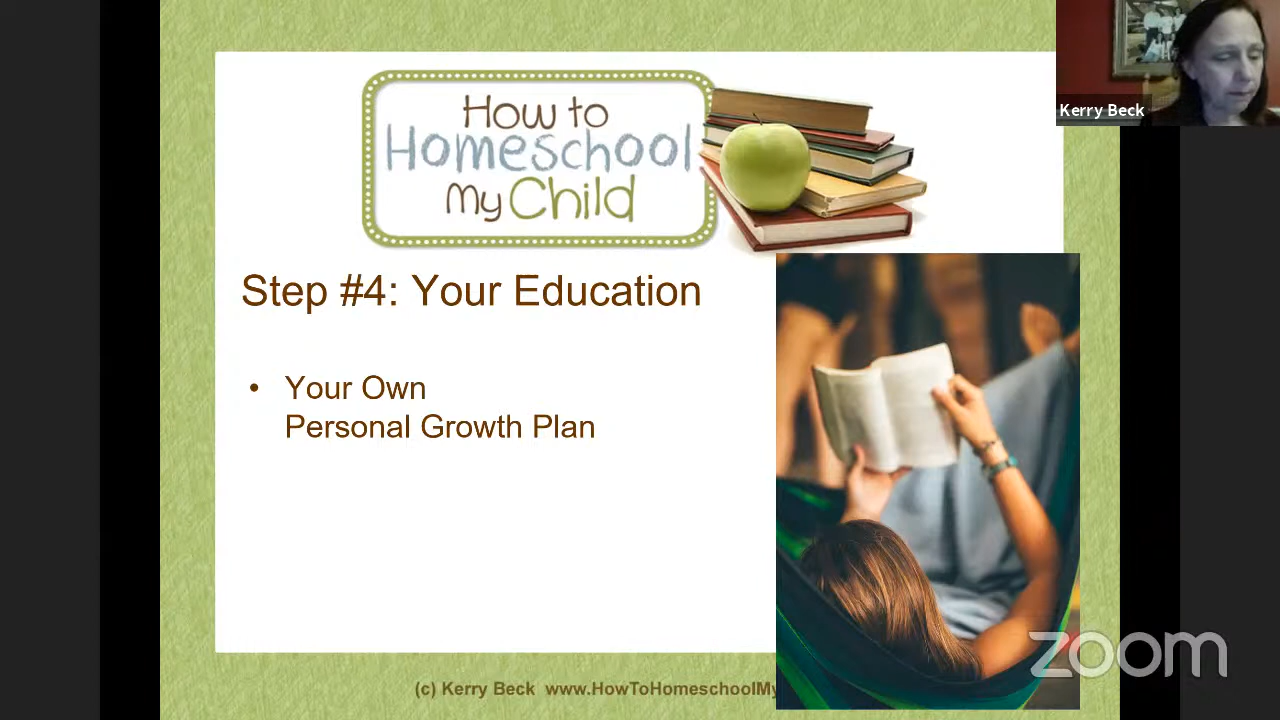 How to
Homeschool
My Child
Kerry Beck
Step #4: Your Education
• Your Own
Personal Growth Plan
zoom
(c) Kerry Beck www.HowToHomeschoolMy